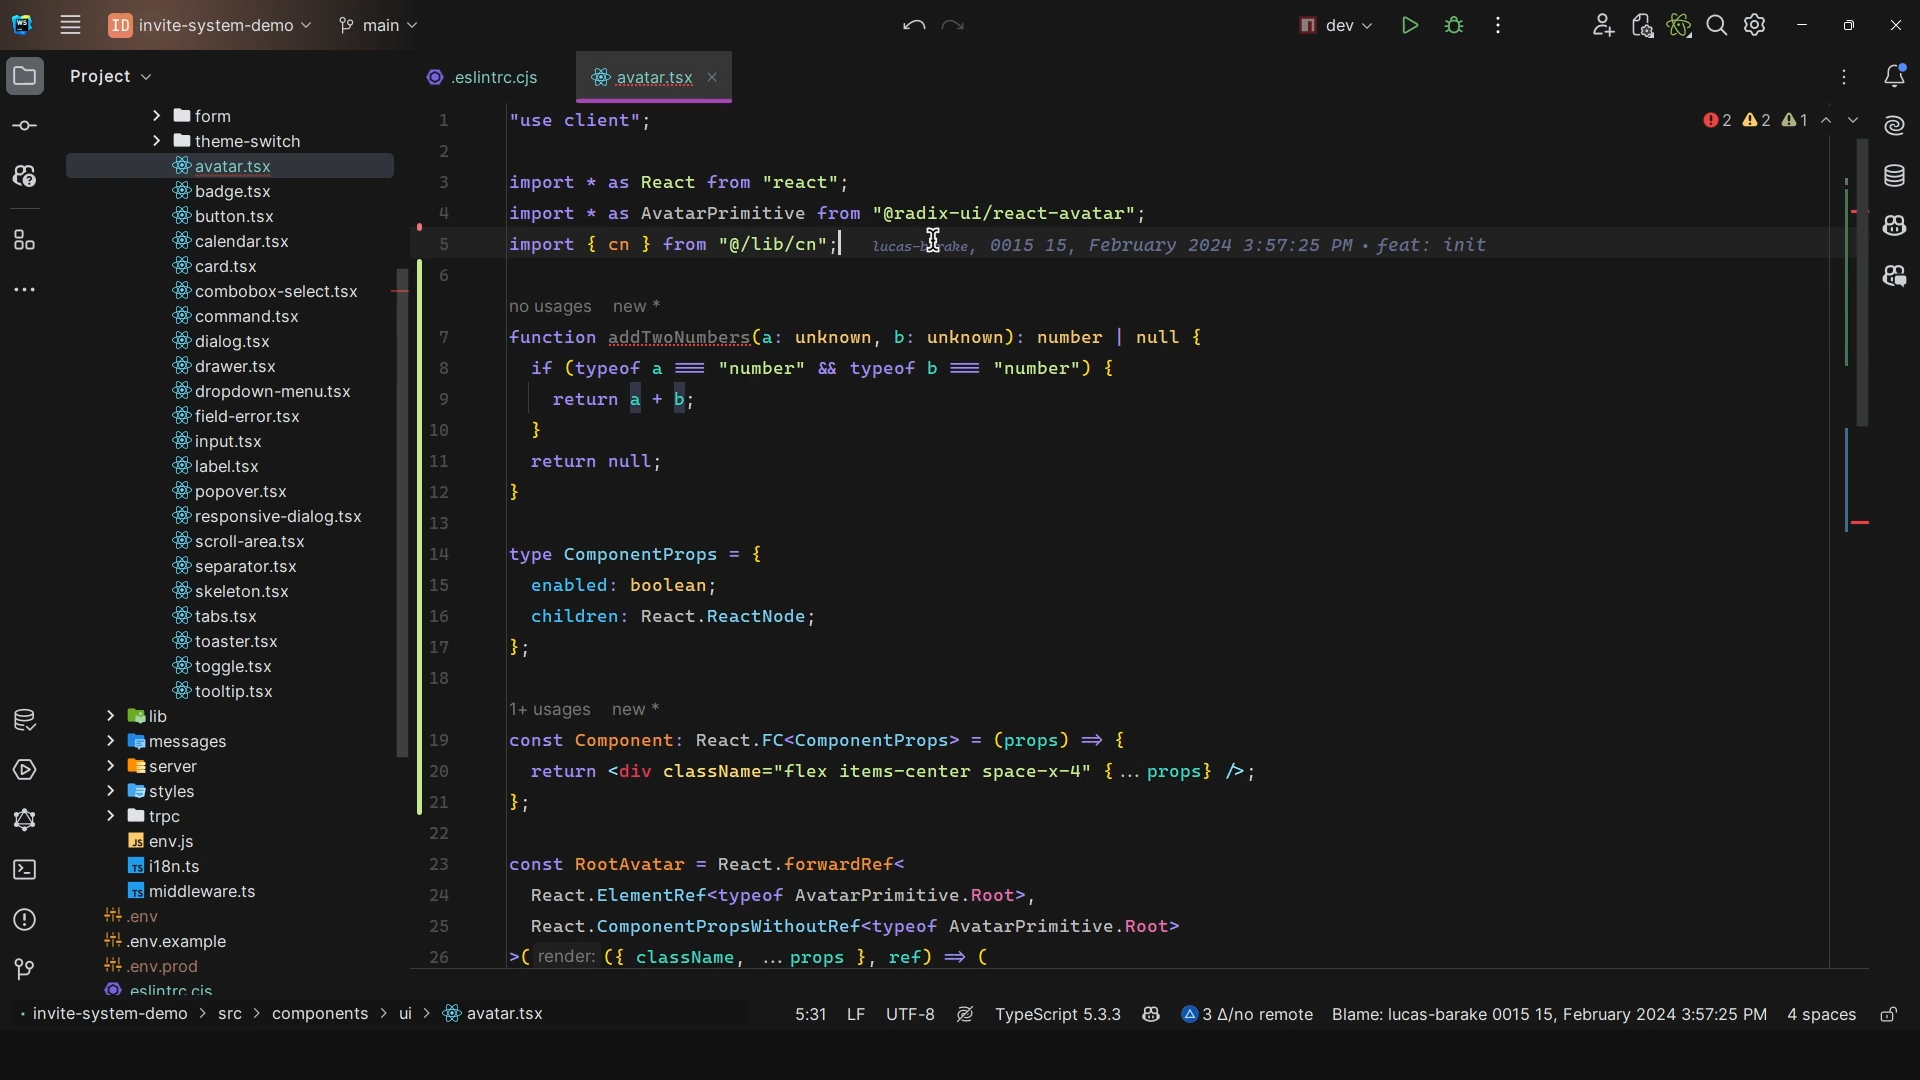 WS
ID invite-system-demo
main
dev
Project
.eslintrc.cjs
avatar.tsx
form
theme-switch
avatar.tsx
badge.tsx
button.tsx
calendar.tsx
card.tsx
combobox-select.tsx
command.tsx
dialog.tsx
drawer.tsx
dropdown-menu.tsx
field-error.tsx
input.tsx
label.tsx
popover.tsx
responsive-dialog.tsx
scroll-area.tsx
separator.tsx
skeleton.tsx
tabs.tsx
toaster.tsx
toggle.tsx
tooltip.tsx
lib
messages
server
styles
trpc
JS env.js
TS i18n.ts
TS middleware.ts
.env
.env.example
.env.prod
.eslintrc.cjs
2 2 1
1 "use client";
2
3 import * as React from "react";
4 import * as AvatarPrimitive from "@radix-ui/react-avatar";
5 import { cn } from "@/lib/cn"; lucas-barake, 0015 15, February 2024 3:57:25 PM • feat: init
6
no usages new *
7 function addTwoNumbers(a: unknown, b: unknown): number | null {
8 if (typeof a === "number" && typeof b === "number") {
9 return a + b;
10 }
11 return null;
12 }
13
14 type ComponentProps = {
15 enabled: boolean;
16 children: React.ReactNode;
17 };
18
1+ usages new *
19 const Component: React.FC<ComponentProps> = (props) => {
20 return <div className="flex items-center space-x-4" {...props} />;
21 };
22
23 const RootAvatar = React.forwardRef<
24 React.ElementRef<typeof AvatarPrimitive.Root>,
25 React.ComponentPropsWithoutRef<typeof AvatarPrimitive.Root>
26 >( render: ({ className, ...props }, ref) => (
invite-system-demo > src > components > ui > avatar.tsx
5:31 LF UTF-8 TypeScript 5.3.3 3 Δ/no remote Blame: lucas-barake 0015 15, February 2024 3:57:25 PM 4 spaces